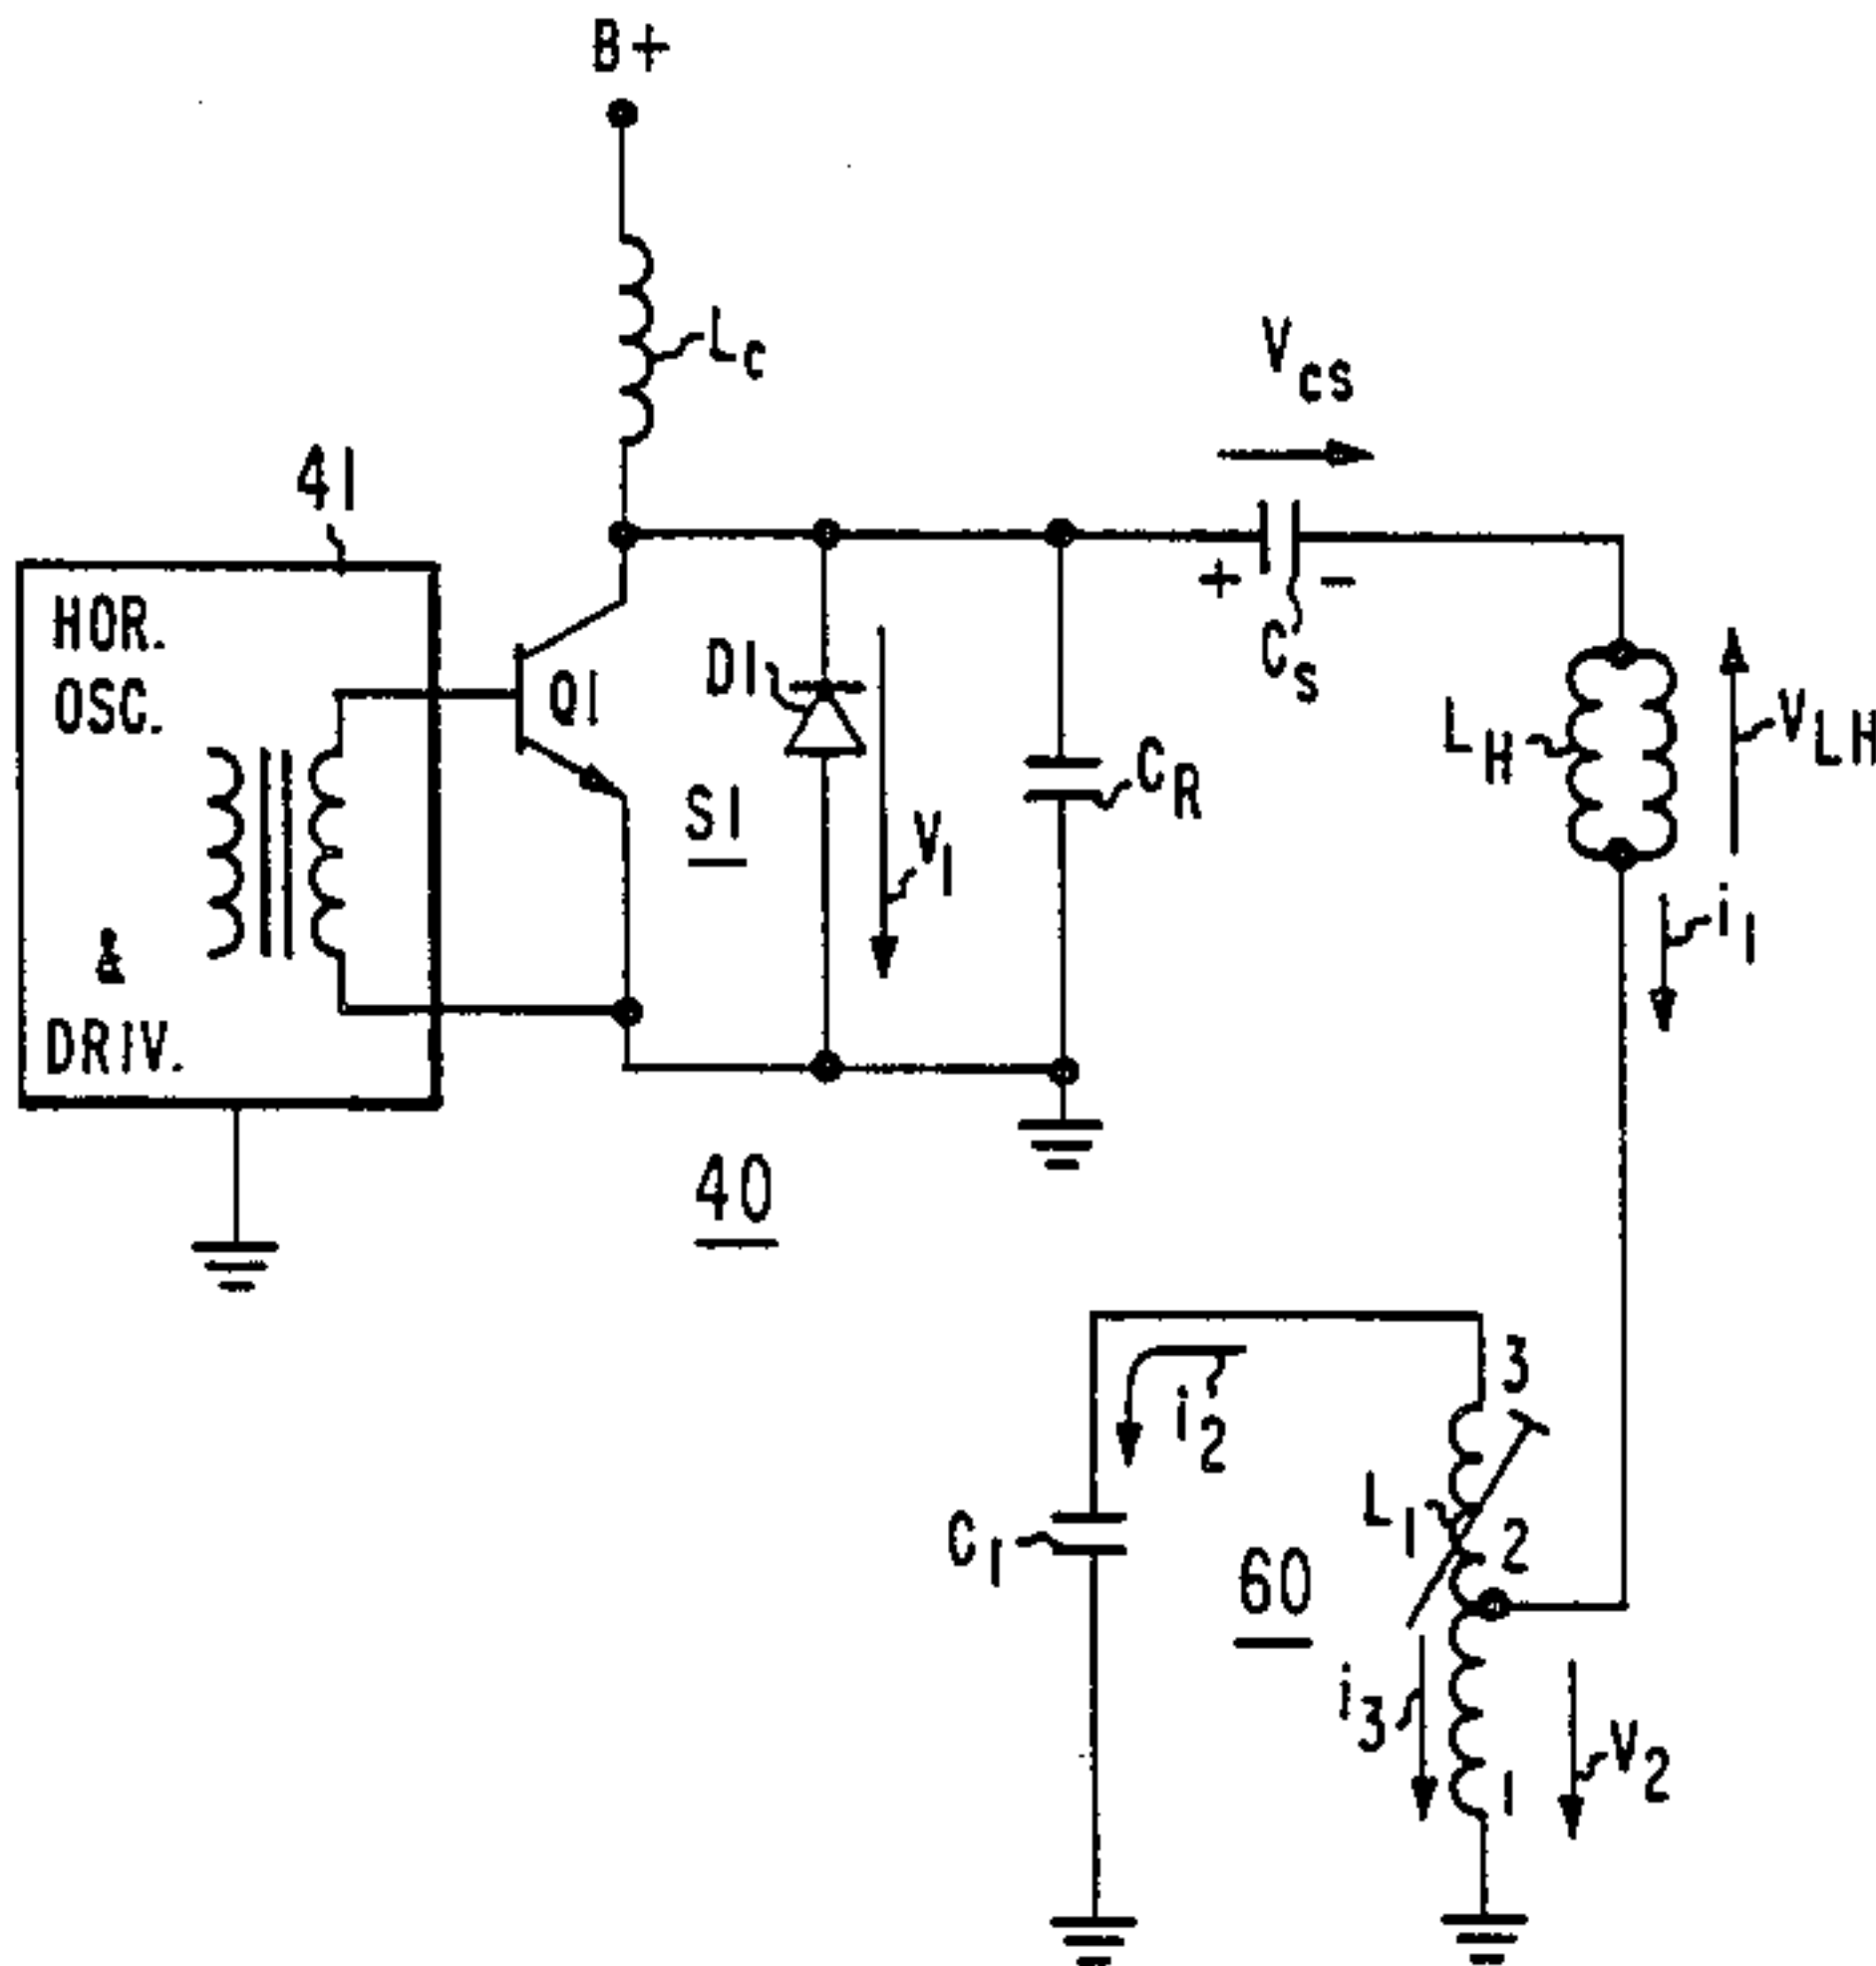 B+
Lc
Vcs
41
+ -
Cs
HOR.
OSC.
&
DRIV.
Q1
D1
S1
V1
CR
LH
VLH
i1
40
3
i2
L1
2
C1
60
i3
1
V2